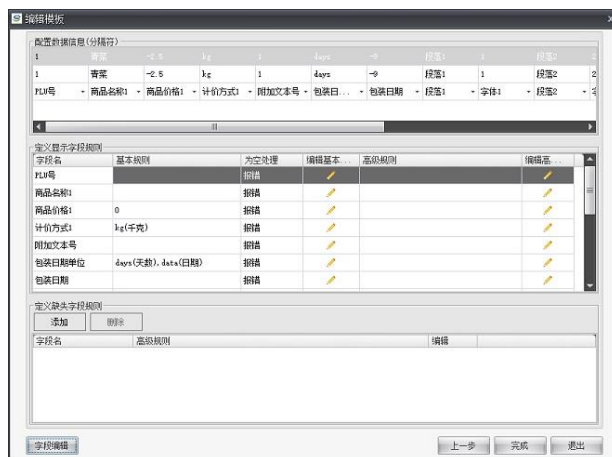 编辑模板
配置数据信息(分隔符)
1 青菜 -2.5 kg 1 days -9 段落1 1 段落2 2
1 青菜 -2.5 kg 1 days -9 段落1 1 段落2 2
PLU号 商品名称1 商品价格1 计价方式1 附加文本号 包装日... 包装日期 段落1 字体1 段落2
定义显示字段规则
字段名 基本规则 为空处理 编辑基本... 高级规则 编辑高...
PLU号 报错
商品名称1 报错
商品价格1 0 报错
计价方式1 kg(千克) 报错
附加文本号 报错
包装日期单位 days(天数),data(日期) 报错
包装日期 报错
定义缺失字段规则
添加 删除
字段名 高级规则 编辑
字段编辑 上一步 完成 退出